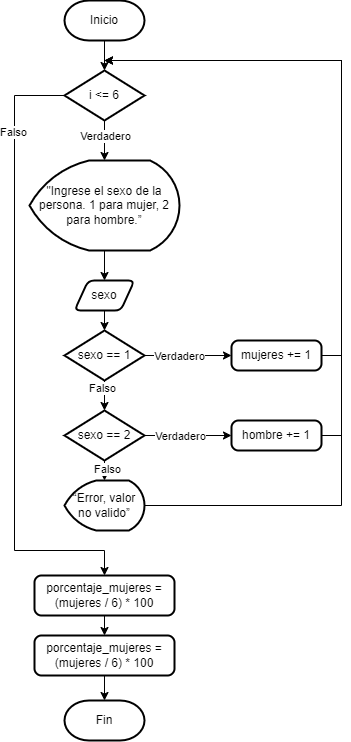 Inicio
i <= 6
Falso
Verdadero
"Ingrese el sexo de la
persona. 1 para mujer, 2
para hombre.”
sexo
sexo == 1
Verdadero
mujeres += 1
Falso
sexo == 2
Verdadero
hombre += 1
Falso
“Error, valor
no valido”
porcentaje_mujeres =
(mujeres / 6) * 100
porcentaje_mujeres =
(mujeres / 6) * 100
Fin